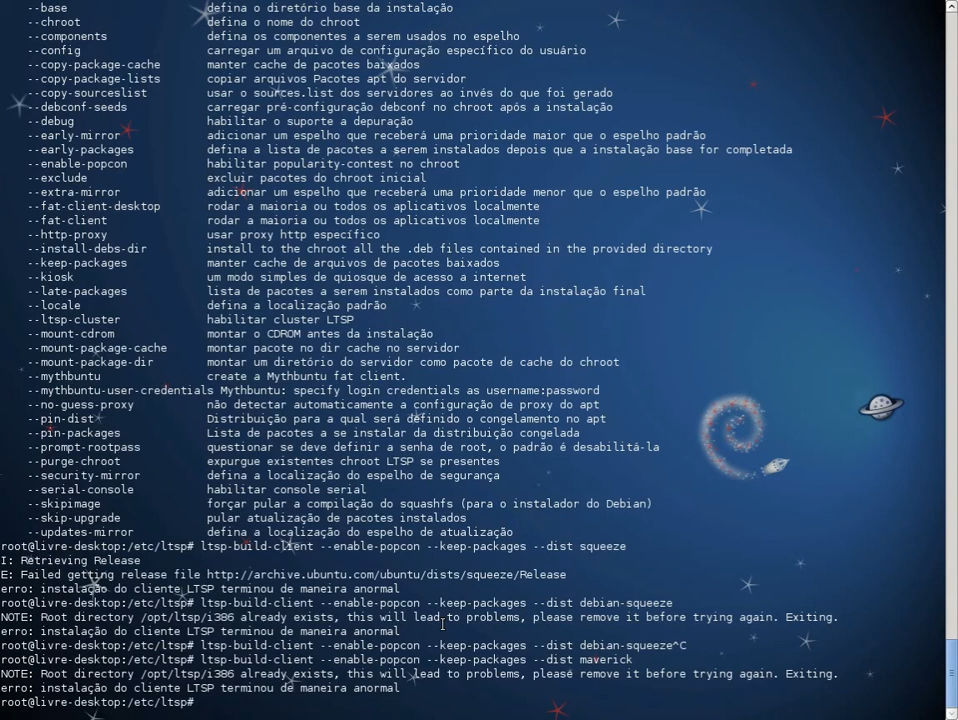 --base defina o diretório base da instalação
--chroot defina o nome do chroot
--components defina os componentes a serem usados no espelho
--config carregar um arquivo de configuração específico do usuário
--copy-package-cache manter cache de pacotes baixados
--copy-package-lists copiar arquivos Pacotes apt do servidor
--copy-sourceslist usar o sources.list dos servidores ao invés do que foi gerado
--debconf-seeds carregar pré-configuração debconf no chroot após a instalação
--debug habilitar o suporte a depuração
--early-mirror adicionar um espelho que receberá uma prioridade maior que o espelho padrão
--early-packages defina a lista de pacotes a serem instalados depois que a instalação base for completada
--enable-popcon habilitar popularity-contest no chroot
--exclude excluir pacotes do chroot inicial
--extra-mirror adicionar um espelho que receberá uma prioridade menor que o espelho padrão
--fat-client-desktop rodar a maioria ou todos os aplicativos localmente
--fat-client rodar a maioria ou todos os aplicativos localmente
--http-proxy usar proxy http específico
--install-debs-dir install to the chroot all the .deb files contained in the provided directory
--keep-packages manter cache de arquivos de pacotes baixados
--kiosk um modo simples de quiosque de acesso a internet
--late-packages lista de pacotes a serem instalados como parte da instalação final
--locale defina a localização padrão
--ltsp-cluster habilitar cluster LTSP
--mount-cdrom montar o CDROM antes da instalação
--mount-package-cache montar pacote no dir cache no servidor
--mount-package-dir montar um diretório do servidor como pacote de cache do chroot
--mythbuntu create a Mythbuntu fat client.
--mythbuntu-user-credentials Mythbuntu: specify login credentials as username:password
--no-guess-proxy não detectar automaticamente a configuração de proxy do apt
--pin-dist Distribuição para a qual será definido o congelamento no apt
--pin-packages Lista de pacotes a se instalar da distribuição congelada
--prompt-rootpass questionar se deve definir a senha de root, o padrão é desabilitá-la
--purge-chroot expurgue existentes chroot LTSP se presentes
--security-mirror defina a localização do espelho de segurança
--serial-console habilitar console serial
--skipimage forçar pular a compilação do squashfs (para o instalador do Debian)
--skip-upgrade pular atualização de pacotes instalados
--updates-mirror defina a localização do espelho de atualização
root@livre-desktop:/etc/ltsp# ltsp-build-client --enable-popcon --keep-packages --dist squeeze
I: Retrieving Release
E: Failed getting release file http://archive.ubuntu.com/ubuntu/dists/squeeze/Release
erro: instalação do cliente LTSP terminou de maneira anormal
root@livre-desktop:/etc/ltsp# ltsp-build-client --enable-popcon --keep-packages --dist debian-squeeze
NOTE: Root directory /opt/ltsp/i386 already exists, this will lead to problems, please remove it before trying again. Exiting.
erro: instalação do cliente LTSP terminou de maneira anormal
root@livre-desktop:/etc/ltsp# ltsp-build-client --enable-popcon --keep-packages --dist debian-squeeze^C
root@livre-desktop:/etc/ltsp# ltsp-build-client --enable-popcon --keep-packages --dist maverick
NOTE: Root directory /opt/ltsp/i386 already exists, this will lead to problems, please remove it before trying again. Exiting.
erro: instalação do cliente LTSP terminou de maneira anormal
root@livre-desktop:/etc/ltsp#